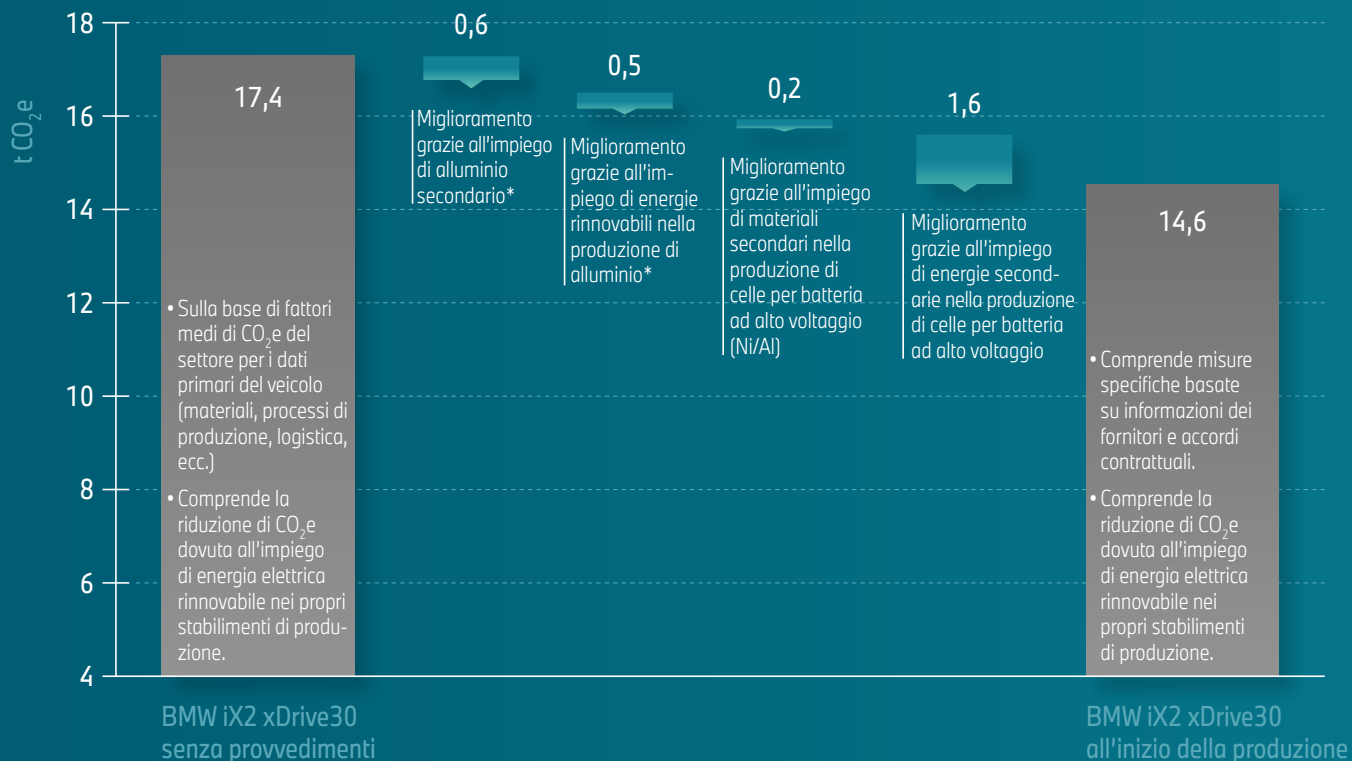 t CO₂e
18
16
14
12
10
8
6
4
17,4
• Sulla base di fattori
medi di CO₂e del
settore per i dati
primari del veicolo
(materiali, processi di
produzione, logistica,
ecc.)
• Comprende la
riduzione di CO₂e
dovuta all'impiego
di energia elettrica
rinnovabile nei propri
stabilimenti di produ-
zione.
BMW iX2 xDrive30
senza provvedimenti
0,6
Miglioramento
grazie all'impiego
di alluminio
secondario*
0,5
Miglioramento
grazie all'im-
piego di energie
rinnovabili nella
produzione di
alluminio*
0,2
Miglioramento
grazie all'impiego
di materiali
secondari nella
produzione di
celle per batteria
ad alto voltaggio
(Ni/Al)
1,6
Miglioramento
grazie all'impiego
di energie second-
arie nella produzione
di celle per batteria
ad alto voltaggio
14,6
• Comprende misure
specifiche basate
su informazioni dei
fornitori e accordi
contrattuali.
• Comprende la
riduzione di CO₂e
dovuta all'impiego
di energia elettrica
rinnovabile nei
propri stabilimenti
di produzione.
BMW iX2 xDrive30
all'inizio della produzione